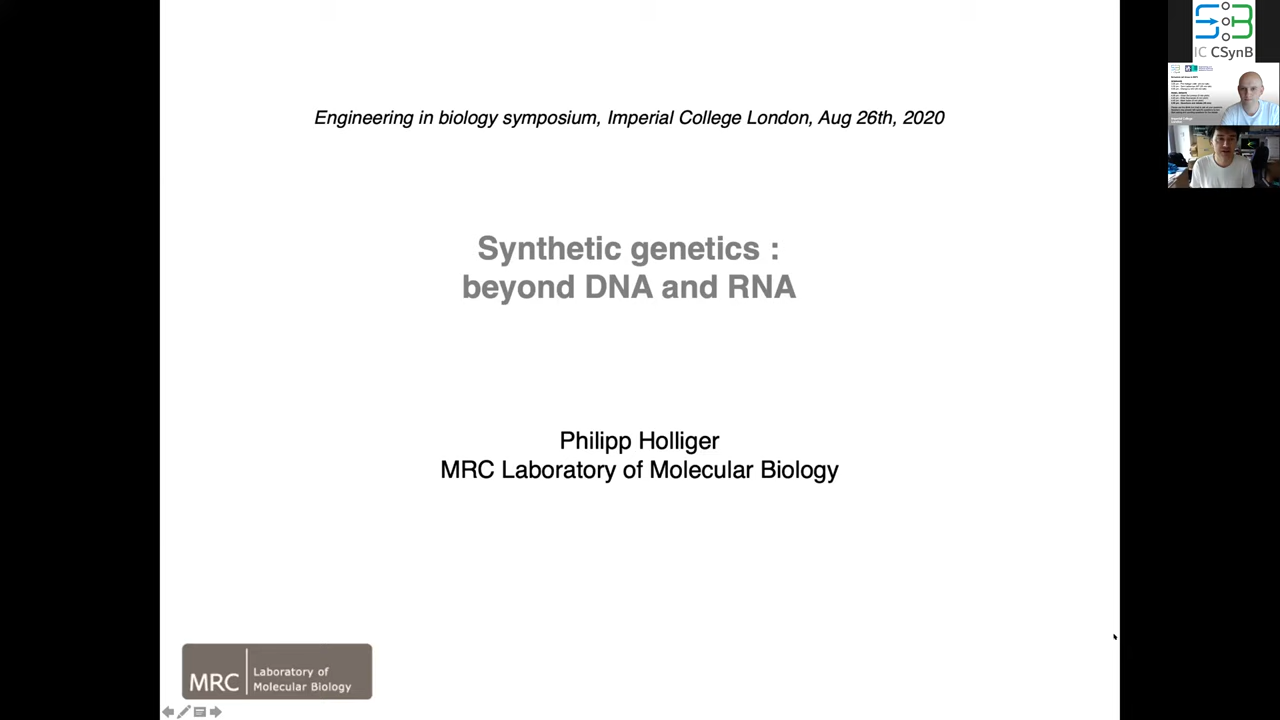 Engineering in biology symposium, Imperial College London, Aug 26th, 2020
Synthetic genetics :
beyond DNA and RNA
Philipp Holliger
MRC Laboratory of Molecular Biology
MRC
Laboratory of
Molecular Biology
IC CSynB